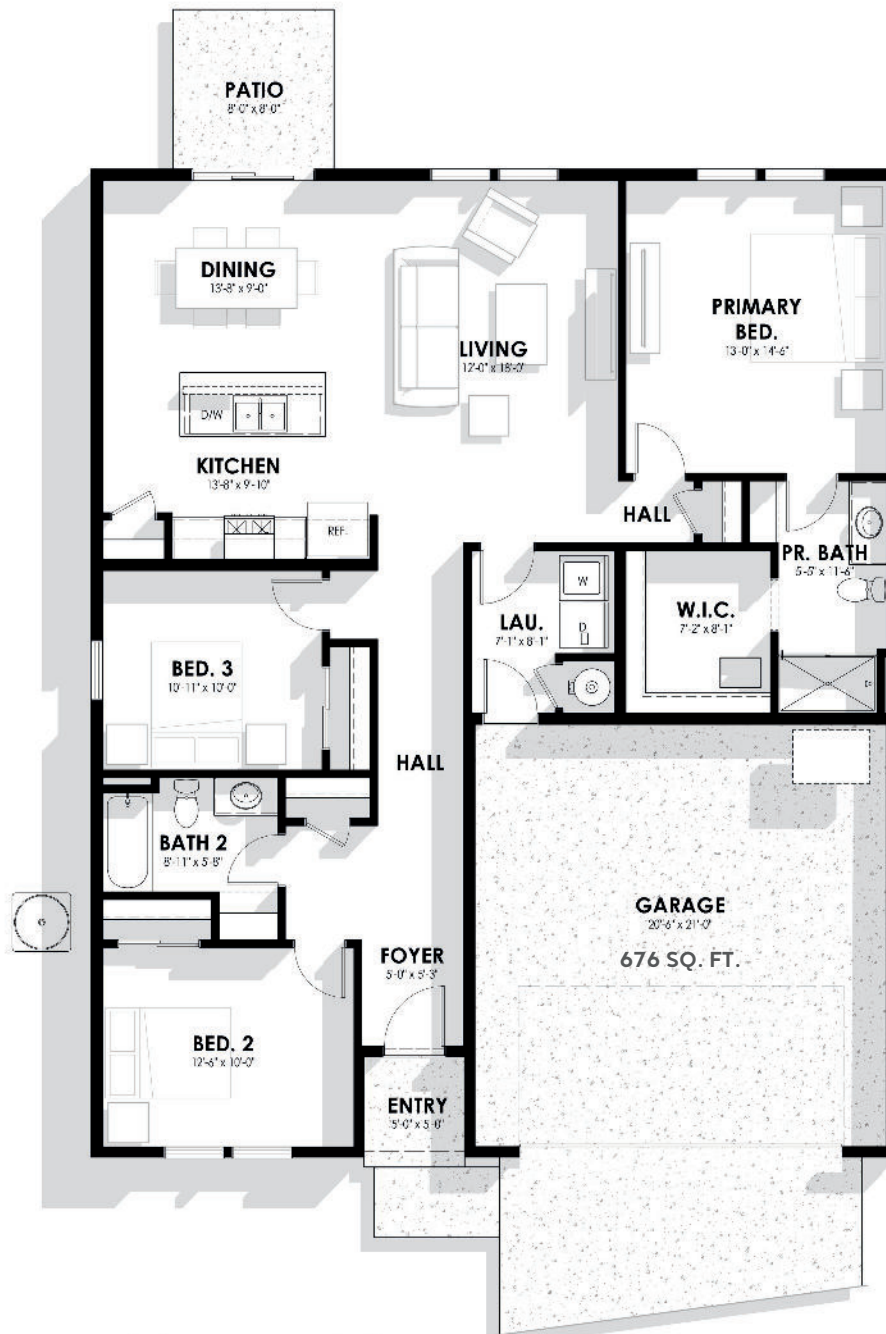 PATIO
8'-0" x 8'-0"
DINING
13'-8" x 9'-0"
LIVING
12'-0" x 18'-0"
PRIMARY
BED.
13'-0" x 14'-6"
D/W
KITCHEN
13'-8" x 9'-10"
REF.
HALL
PR. BATH
5'-5" x 11'-6"
W
D
LAU.
7'-1" x 8'-1"
W.I.C.
7'-2" x 8'-1"
BED. 3
10'-11" x 10'-0"
HALL
BATH 2
8'-11" x 5'-8"
GARAGE
20'-6" x 21'-0"
676 SQ. FT.
FOYER
5'-0" x 5'-3"
BED. 2
12'-6" x 10'-0"
ENTRY
5'-0" x 5'-0"